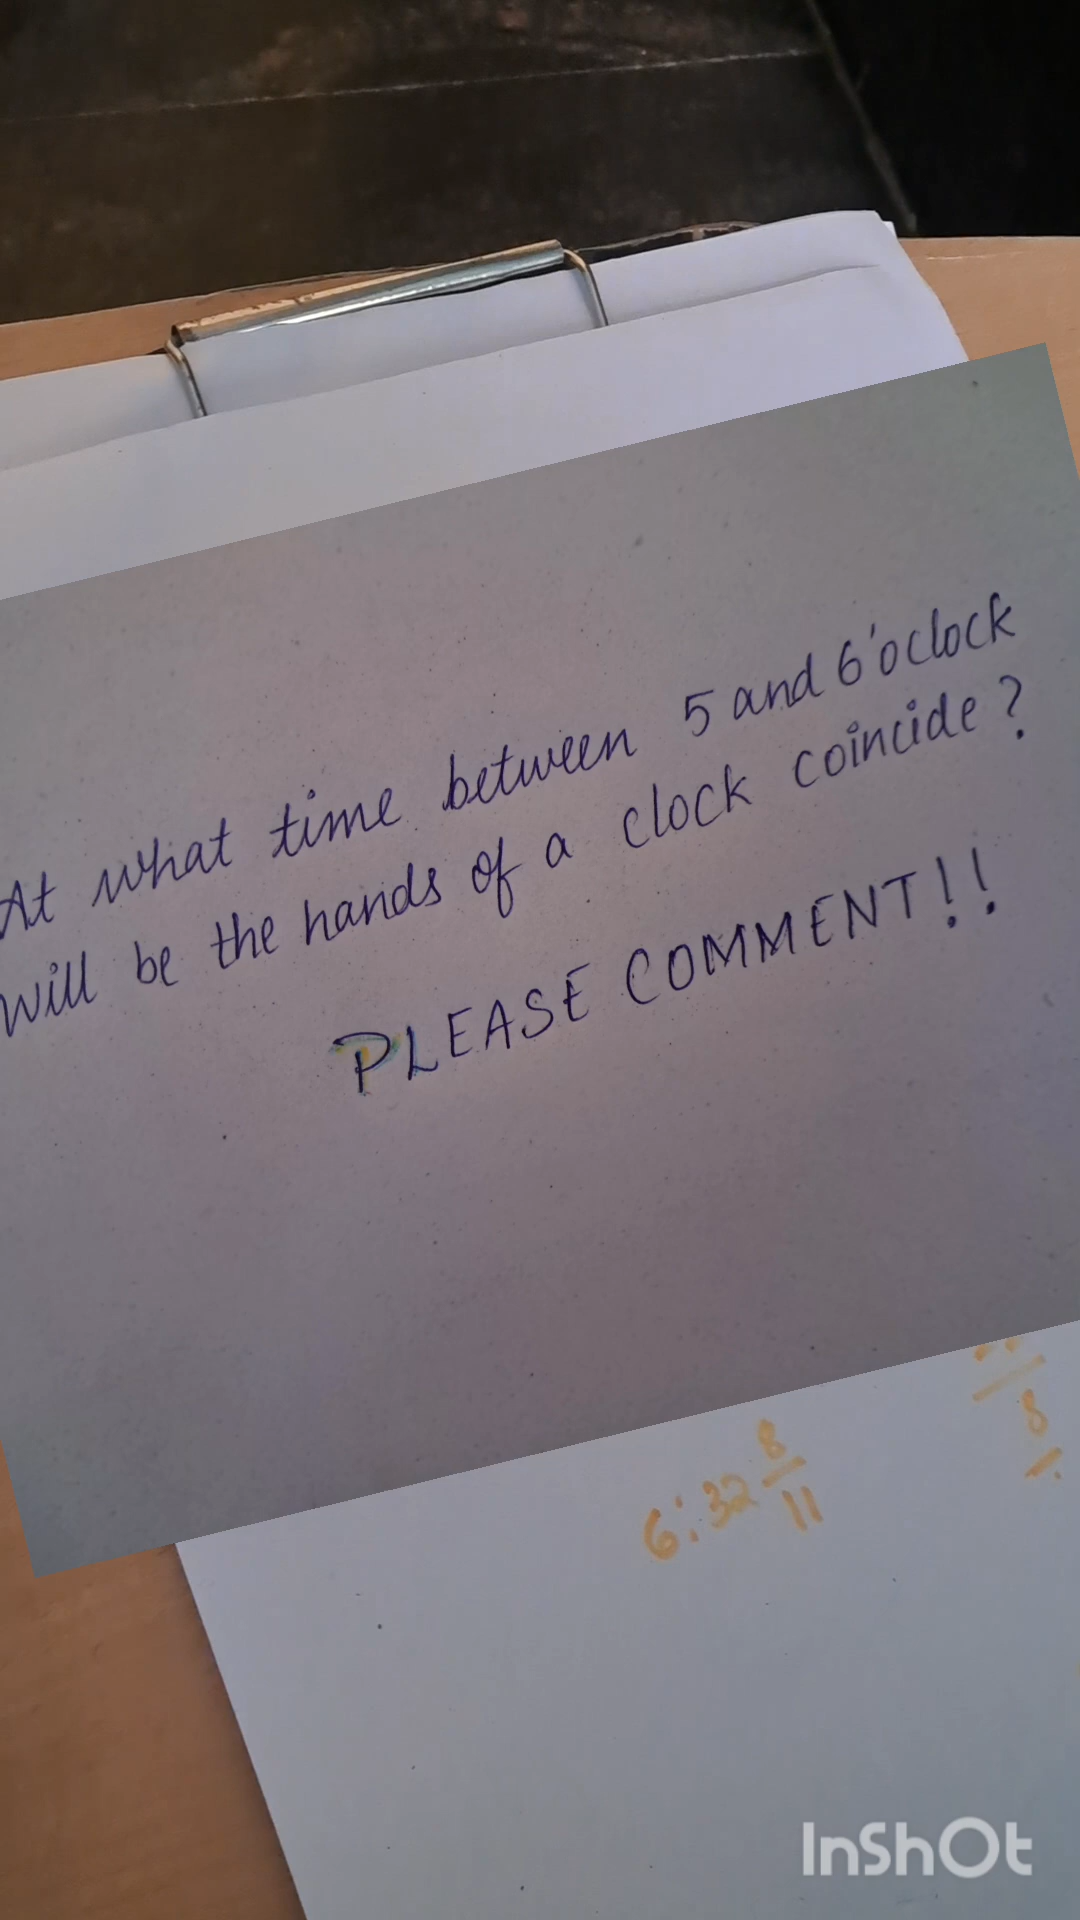 At what time between 5 and 6'oclock
will be the hands of a clock coincide?
PLEASE COMMENT!!
8
6:32 8/11
InShOt